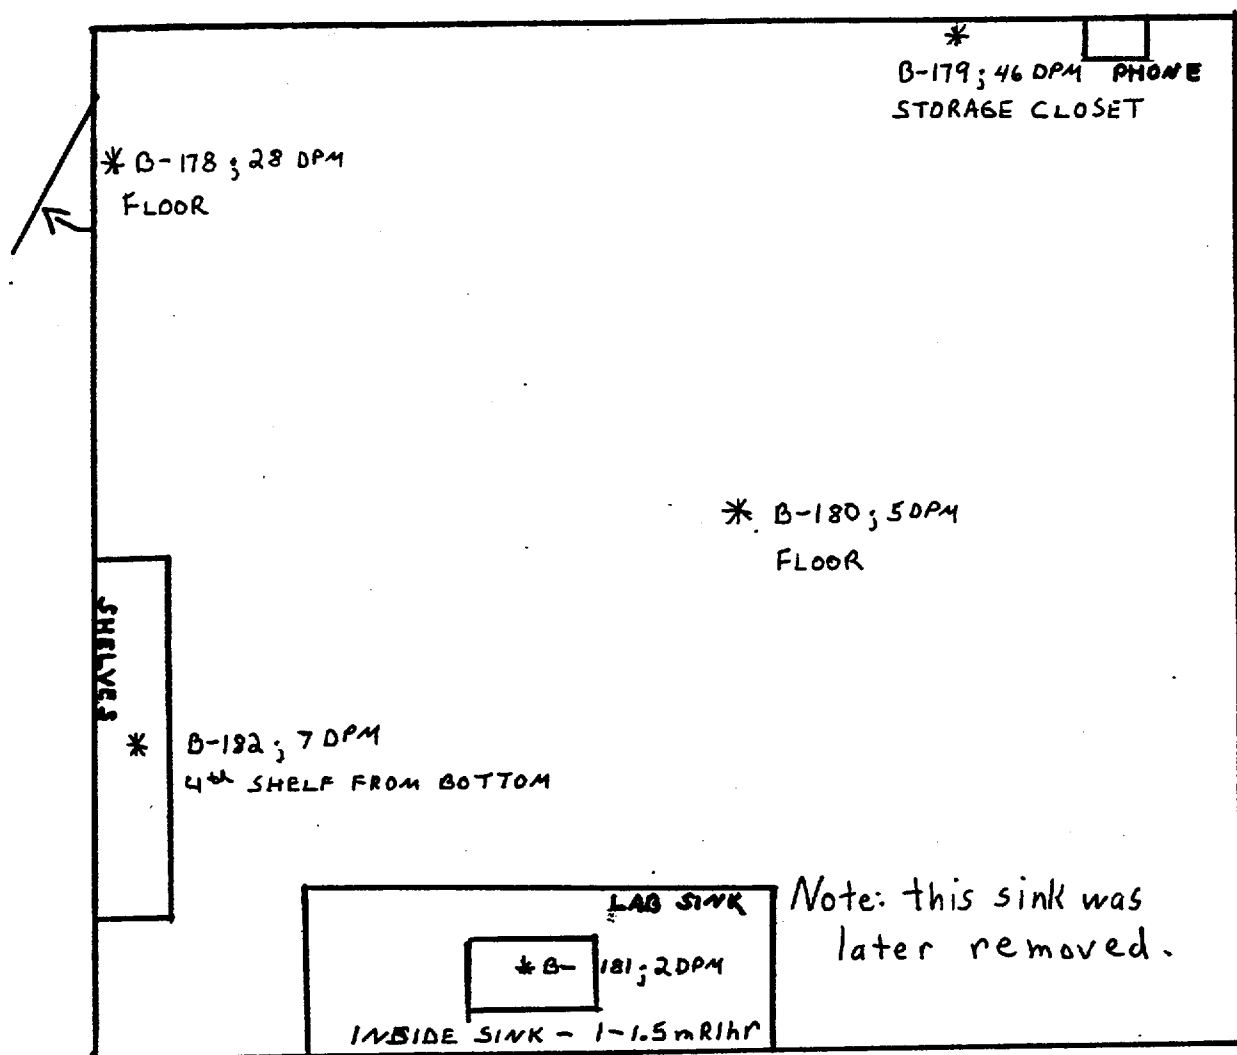 B-179; 46 DPM PHONE
STORAGE CLOSET
B-178; 28 DPM
FLOOR
B-180; 5 DPM
FLOOR
SHELVES
B-182; 7 DPM
4th SHELF FROM BOTTOM
LAB SINK
B-181; 2 DPM
INSIDE SINK - 1-1.5 mR/hr
Note: this sink was
later removed.